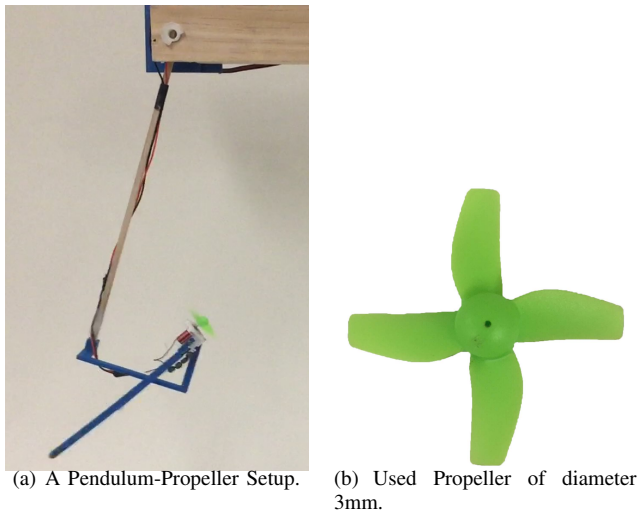 (a) A Pendulum-Propeller Setup.
(b) Used Propeller of diameter
3mm.